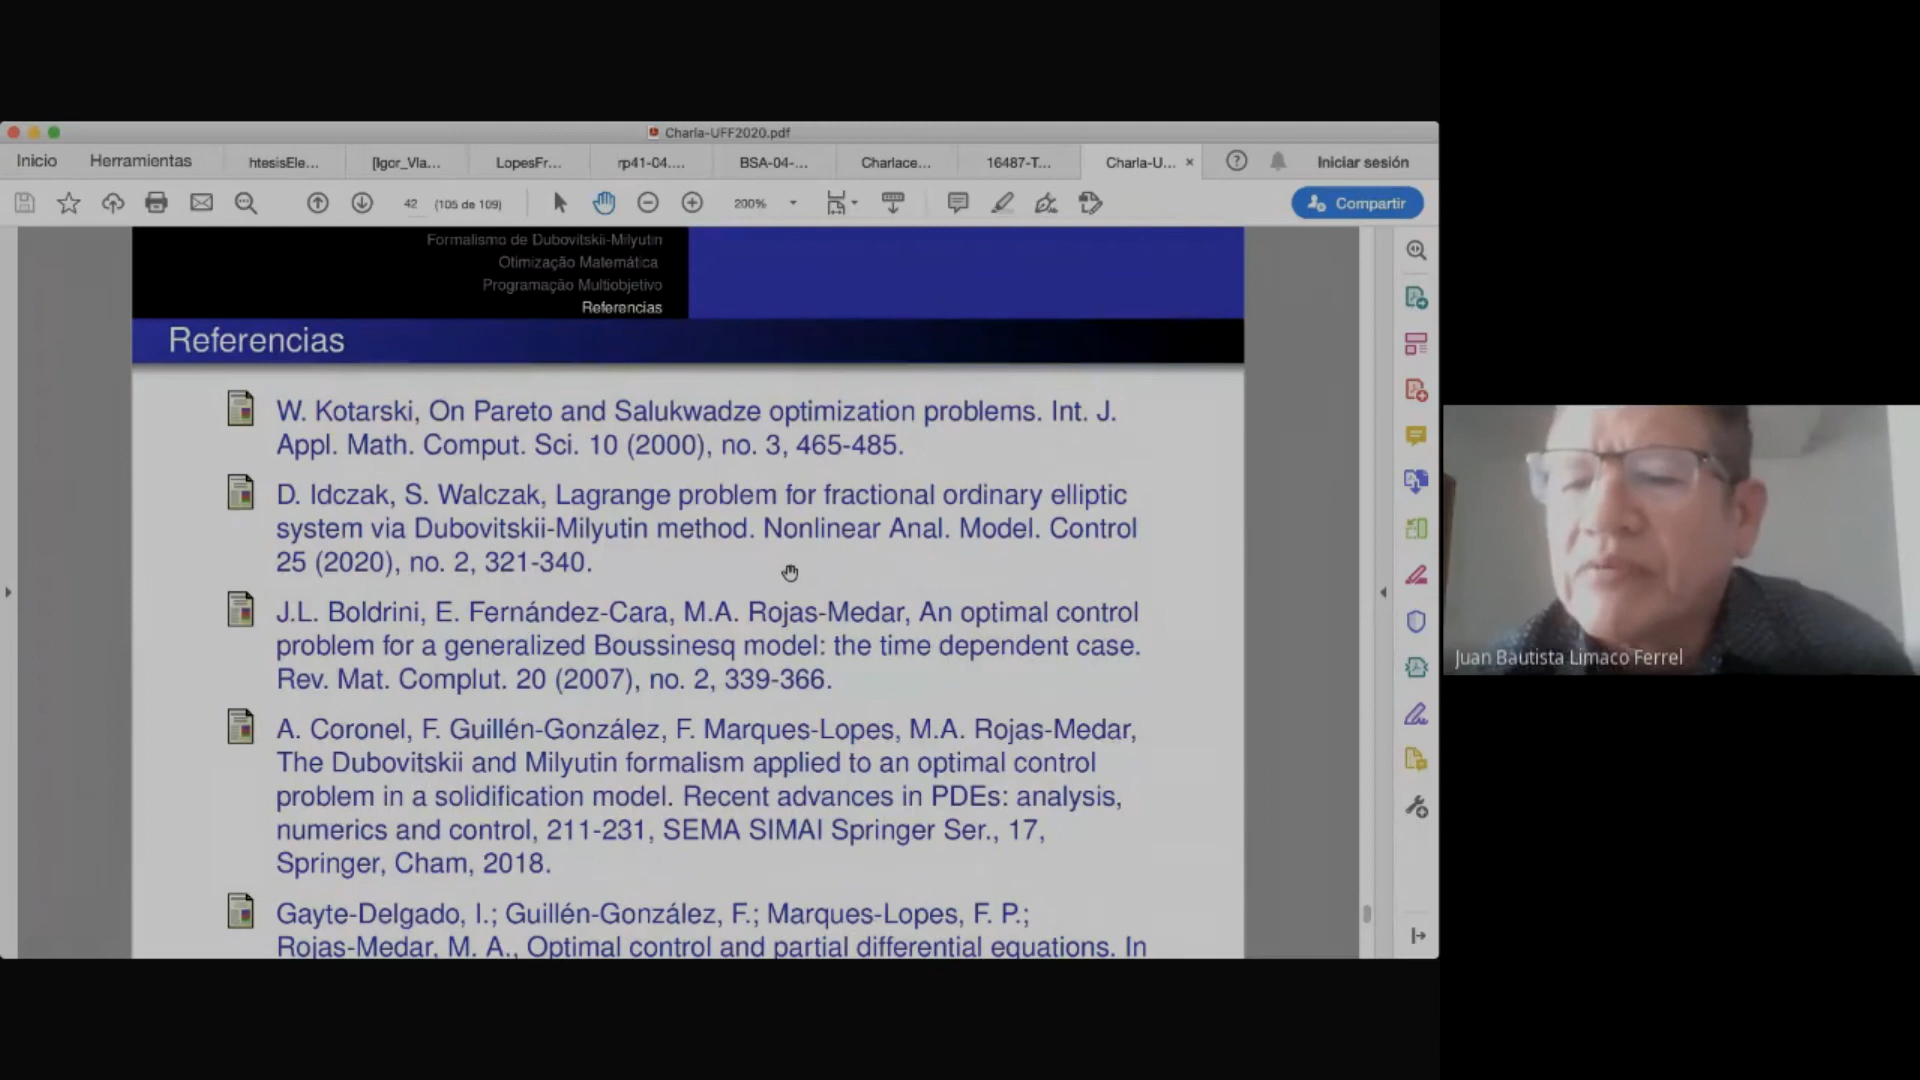 Charla-UFF2020.pdf
Inicio
Herramientas
htesisEle...
[Igor_Vla...
LopesFr...
rp41-04....
BSA-04-...
Charlace...
16487-T...
Charla-U...
Iniciar sesión
42
(105 de 109)
200%
Compartir
Formalismo de Dubovitskii-Milyutin
Otimização Matemática
Programação Multiobjetivo
Referencias
Referencias
W. Kotarski, On Pareto and Salukwadze optimization problems. Int. J.
Appl. Math. Comput. Sci. 10 (2000), no. 3, 465-485.
D. Idczak, S. Walczak, Lagrange problem for fractional ordinary elliptic
system via Dubovitskii-Milyutin method. Nonlinear Anal. Model. Control
25 (2020), no. 2, 321-340.
J.L. Boldrini, E. Fernández-Cara, M.A. Rojas-Medar, An optimal control
problem for a generalized Boussinesq model: the time dependent case.
Rev. Mat. Complut. 20 (2007), no. 2, 339-366.
A. Coronel, F. Guillén-González, F. Marques-Lopes, M.A. Rojas-Medar,
The Dubovitskii and Milyutin formalism applied to an optimal control
problem in a solidification model. Recent advances in PDEs: analysis,
numerics and control, 211-231, SEMA SIMAI Springer Ser., 17,
Springer, Cham, 2018.
Gayte-Delgado, I.; Guillén-González, F.; Marques-Lopes, F. P.;
Rojas-Medar, M. A., Optimal control and partial differential equations. In
Juan Bautista Limaco Ferrel